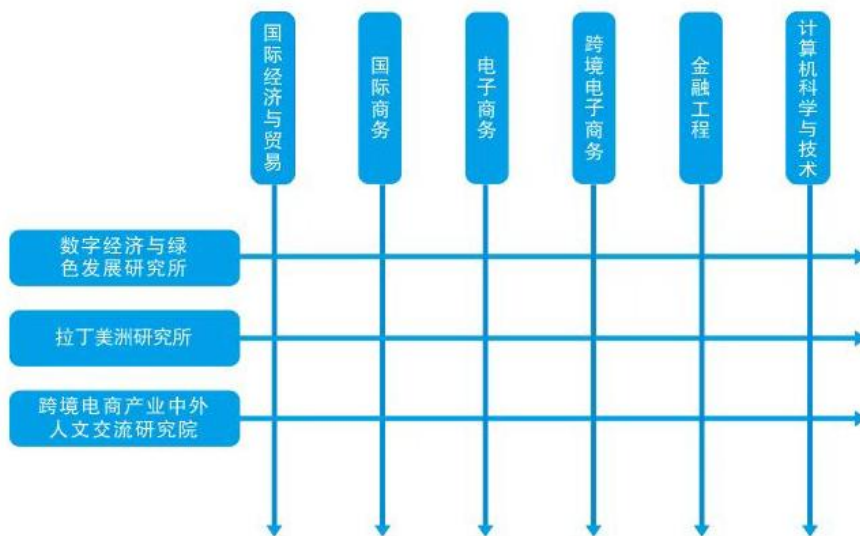 国际经济与贸易
国际商务
电子商务
跨境电子商务
金融工程
计算机科学与技术
数字经济与绿
色发展研究所
拉丁美洲研究所
跨境电商产业中外
人文交流研究院